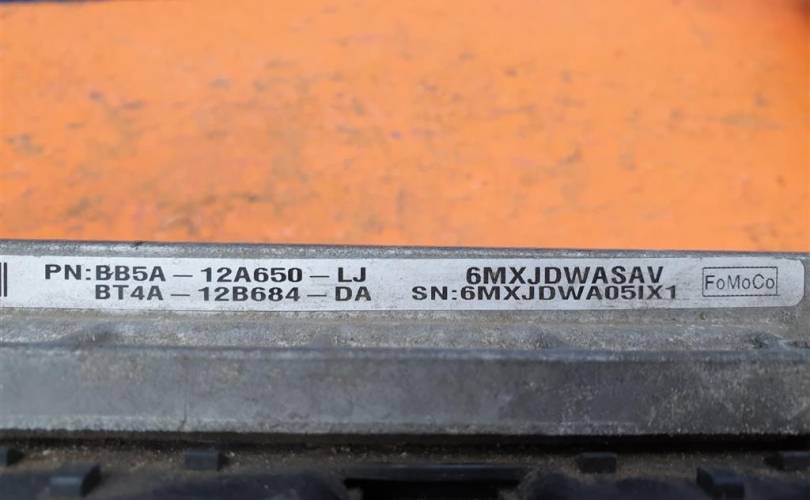 PN:BB5A-12A650-LJ
BT4A-12B684-DA
6MXJDWASAV
SN:6MXJDWA05IX1
FoMoCo